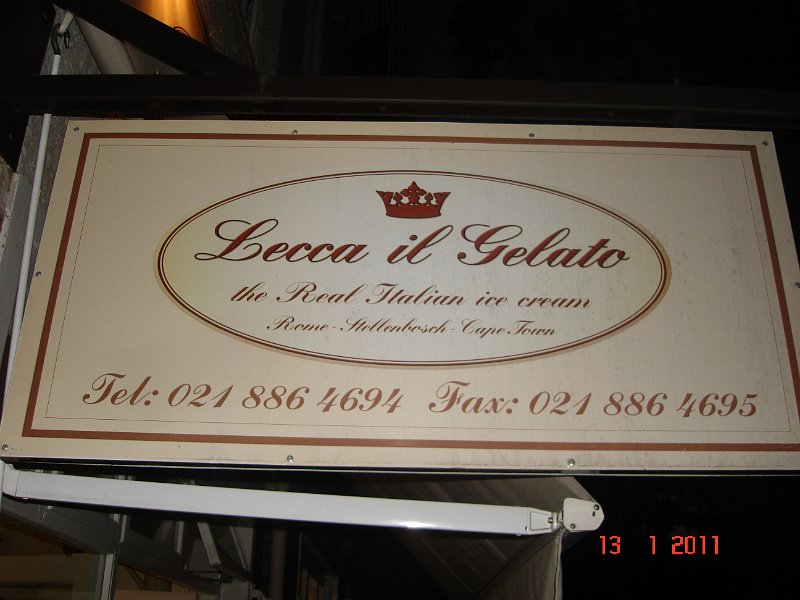 Lecca il Gelato
the Real Italian ice cream
Rome - Stellenbosch - Cape Town
Tel: 021 886 4694 Fax: 021 886 4695
13 1 2011